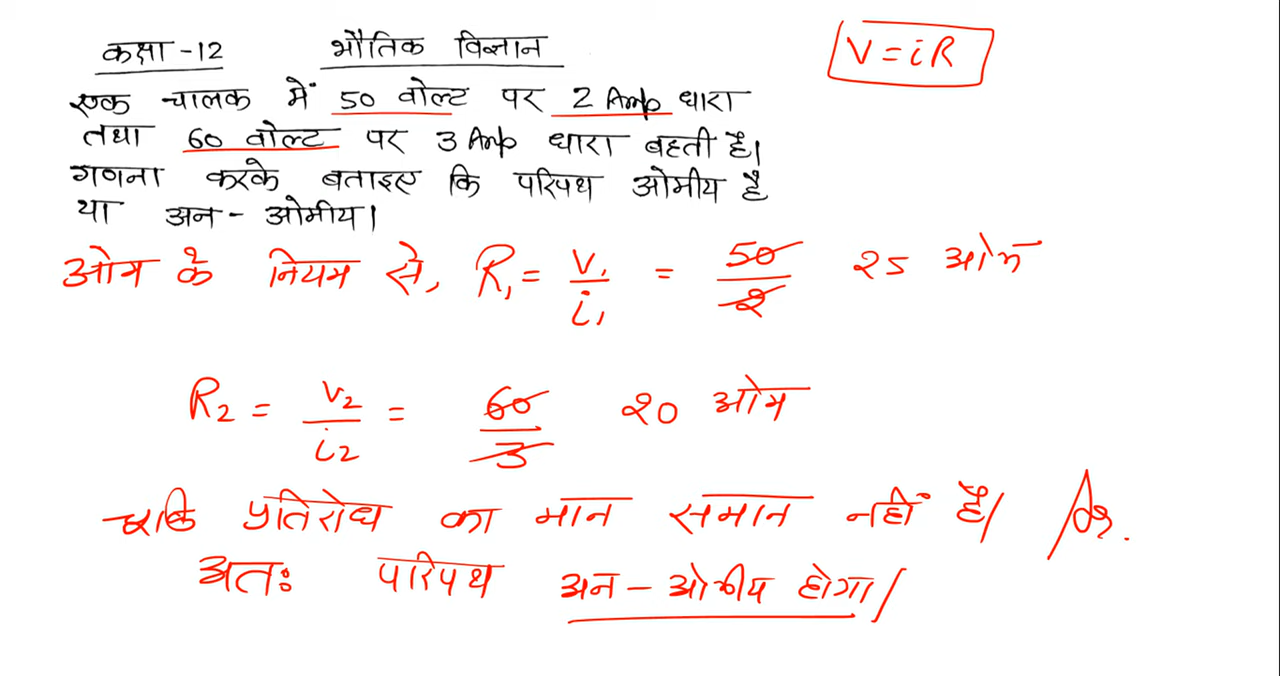 कक्षा -12 भौतिक विज्ञान
V = iR
एक चालक में 50 वोल्ट पर 2 Amp धारा
तथा 60 वोल्ट पर 3 Amp धारा बहती है।
गणना करके बताइए कि परिपथ ओमीय है
या अन - ओमीय।
ओम के नियम से, R₁ = V₁/i₁ = 50/2 25 ओम
R2 = V2/i2 = 60/3 20 ओम
चूकि प्रतिरोध का मान समान नहीं है। Ans.
अतः परिपथ अन - ओमीय होगा।